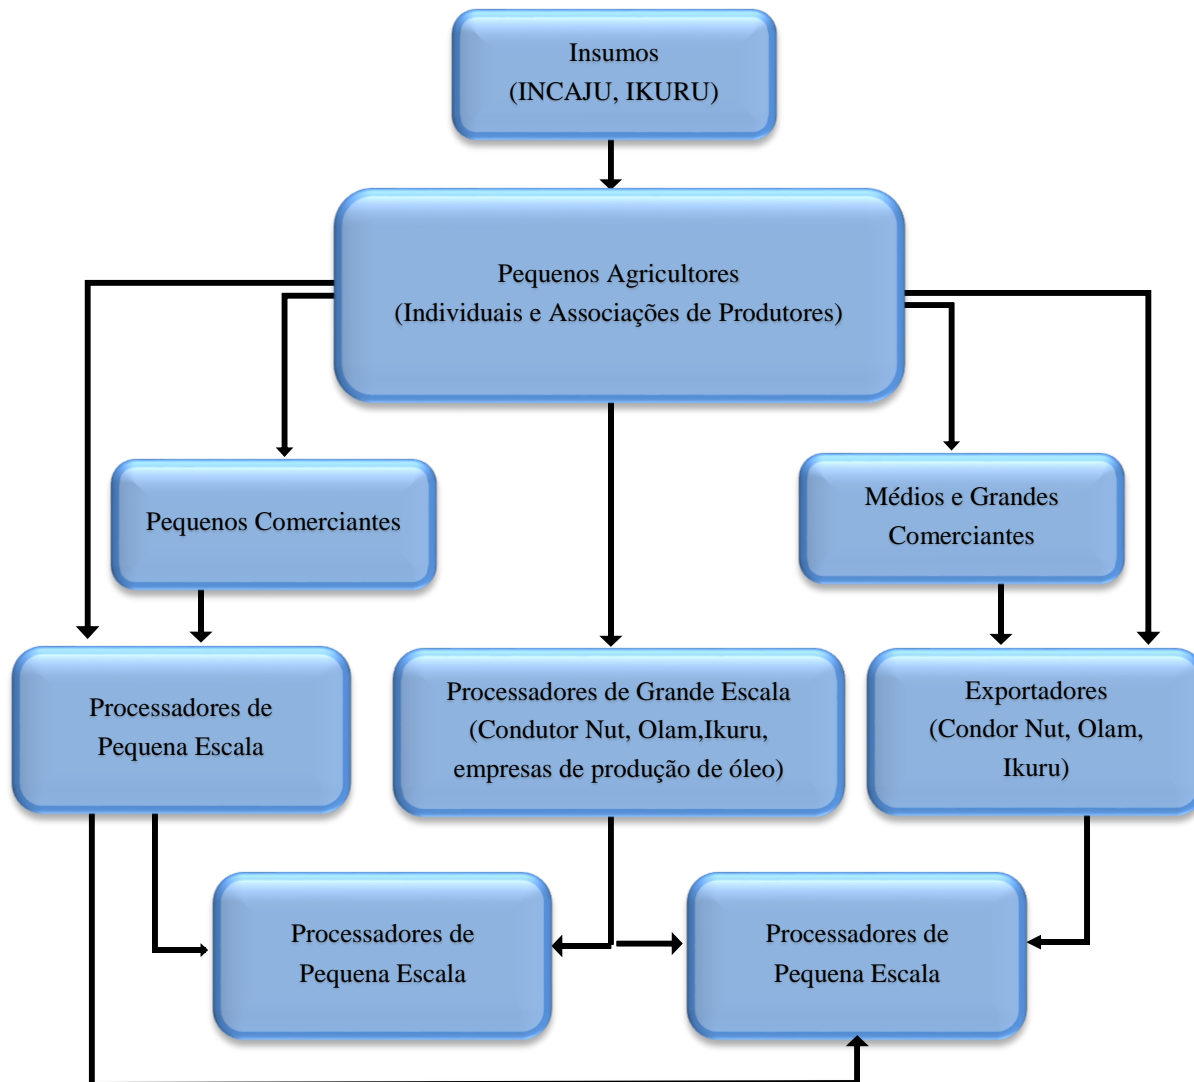 Insumos
(INCAJU, IKURU)
Pequenos Agricultores
(Individuais e Associações de Produtores)
Pequenos Comerciantes
Médios e Grandes
Comerciantes
Processadores de
Pequena Escala
Processadores de Grande Escala
(Condutor Nut, Olam,Ikuru,
empresas de produção de óleo)
Exportadores
(Condor Nut, Olam,
Ikuru)
Processadores de
Pequena Escala
Processadores de
Pequena Escala